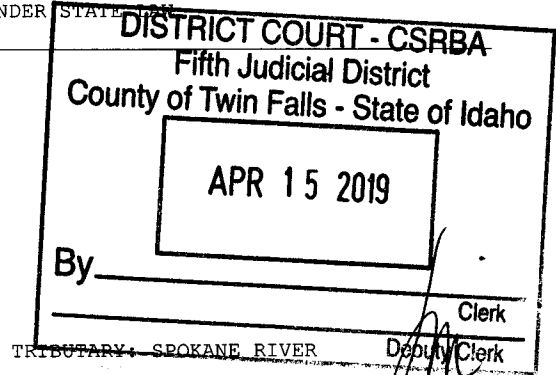 NDER STATE LAW
DISTRICT COURT - CSRBA
Fifth Judicial District
County of Twin Falls - State of Idaho
APR 15 2019
By
Clerk
TRIBUTARY: SPOKANE RIVER
Deputy Clerk